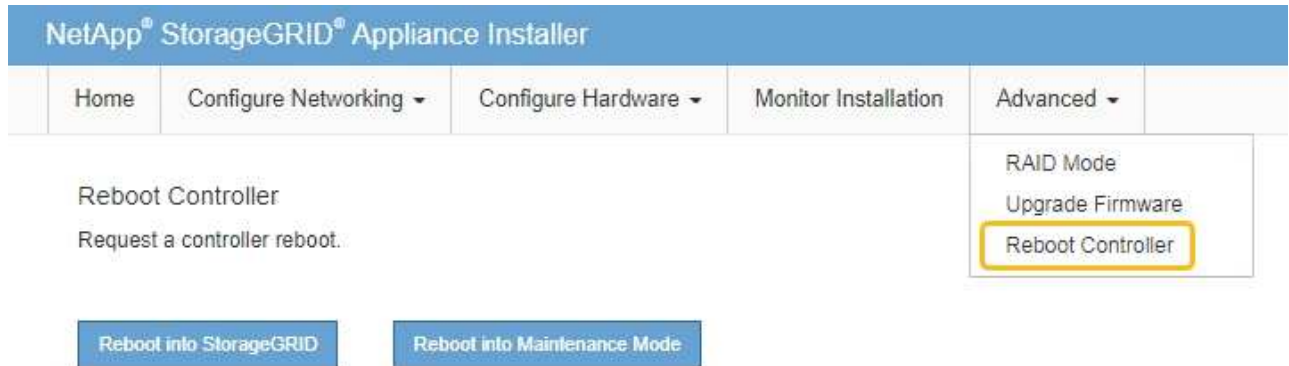 NetApp® StorageGRID® Appliance Installer
Home Configure Networking Configure Hardware Monitor Installation Advanced
RAID Mode
Upgrade Firmware
Reboot Controller
Reboot Controller
Request a controller reboot.
Reboot into StorageGRID Reboot into Maintenance Mode